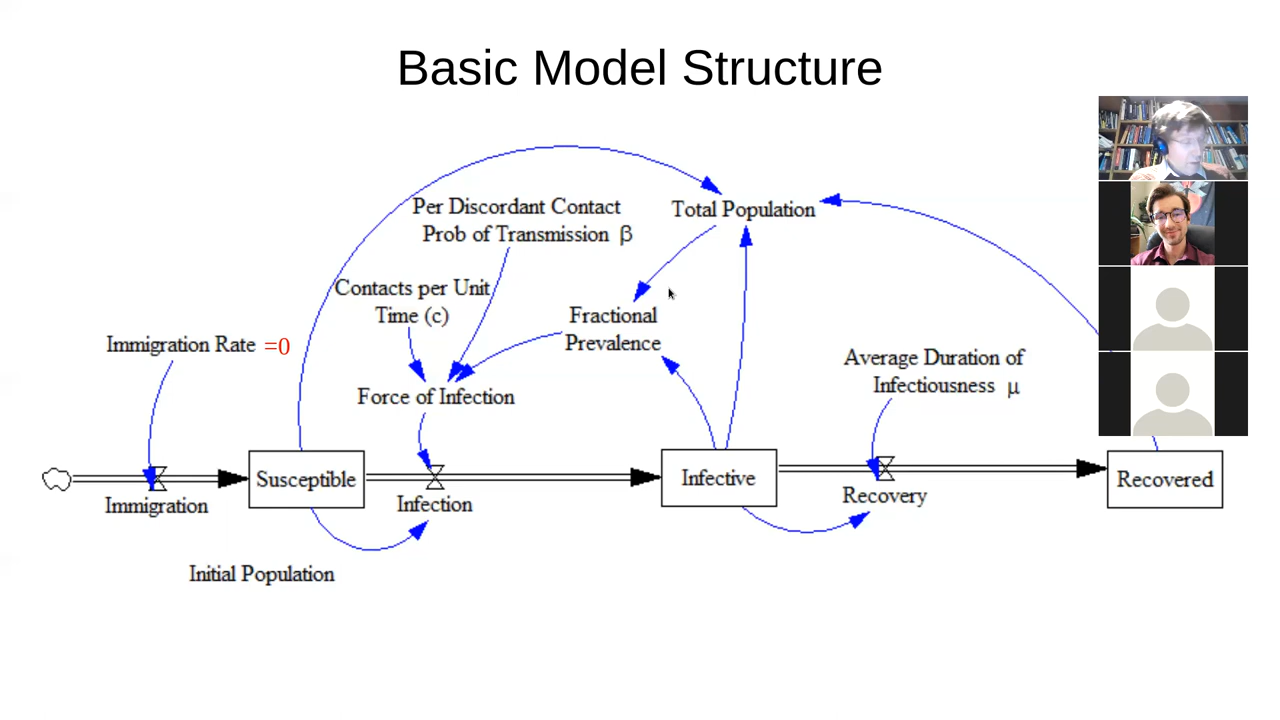 Basic Model Structure
Per Discordant Contact
Prob of Transmission β
Total Population
Contacts per Unit
Time (c)
Fractional
Prevalence
Immigration Rate =0
Average Duration of
Infectiousness μ
Force of Infection
Susceptible
Infective
Recovered
Immigration
Infection
Recovery
Initial Population